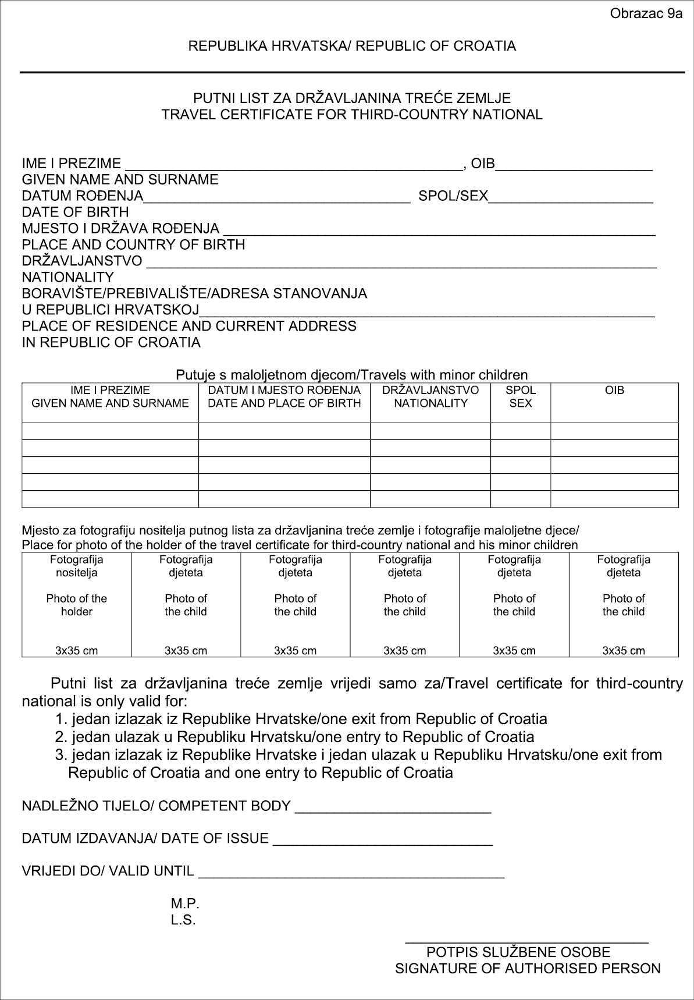 Obrazac 9a
REPUBLIKA HRVATSKA/ REPUBLIC OF CROATIA
PUTNI LIST ZA DRŽAVLJANINA TREĆE ZEMLJE
TRAVEL CERTIFICATE FOR THIRD-COUNTRY NATIONAL
IME I PREZIME ___________________________________________, OIB____________________
GIVEN NAME AND SURNAME
DATUM ROĐENJA__________________________________ SPOL/SEX_____________________
DATE OF BIRTH
MJESTO I DRŽAVA ROĐENJA _______________________________________________________
PLACE AND COUNTRY OF BIRTH
DRŽAVLJANSTVO _________________________________________________________________
NATIONALITY
BORAVIŠTE/PREBIVALIŠTE/ADRESA STANOVANJA
U REPUBLICI HRVATSKOJ__________________________________________________________
PLACE OF RESIDENCE AND CURRENT ADDRESS
IN REPUBLIC OF CROATIA
Putuje s maloljetnom djecom/Travels with minor children
IME I PREZIME DATUM I MJESTO ROĐENJA DRŽAVLJANSTVO SPOL OIB
GIVEN NAME AND SURNAME DATE AND PLACE OF BIRTH NATIONALITY SEX
Mjesto za fotografiju nositelja putnog lista za državljanina treće zemlje i fotografije maloljetne djece/
Place for photo of the holder of the travel certificate for third-country national and his minor children
Fotografija Fotografija Fotografija Fotografija Fotografija Fotografija
nositelja djeteta djeteta djeteta djeteta djeteta
Photo of the Photo of Photo of Photo of Photo of Photo of
holder the child the child the child the child the child
3x35 cm 3x35 cm 3x35 cm 3x35 cm 3x35 cm 3x35 cm
Putni list za državljanina treće zemlje vrijedi samo za/Travel certificate for third-country
national is only valid for:
1. jedan izlazak iz Republike Hrvatske/one exit from Republic of Croatia
2. jedan ulazak u Republiku Hrvatsku/one entry to Republic of Croatia
3. jedan izlazak iz Republike Hrvatske i jedan ulazak u Republiku Hrvatsku/one exit from
Republic of Croatia and one entry to Republic of Croatia
NADLEŽNO TIJELO/ COMPETENT BODY _________________________
DATUM IZDAVANJA/ DATE OF ISSUE ____________________________
VRIJEDI DO/ VALID UNTIL _______________________________________
M.P.
L.S.
_______________________________
POTPIS SLUŽBENE OSOBE
SIGNATURE OF AUTHORISED PERSON